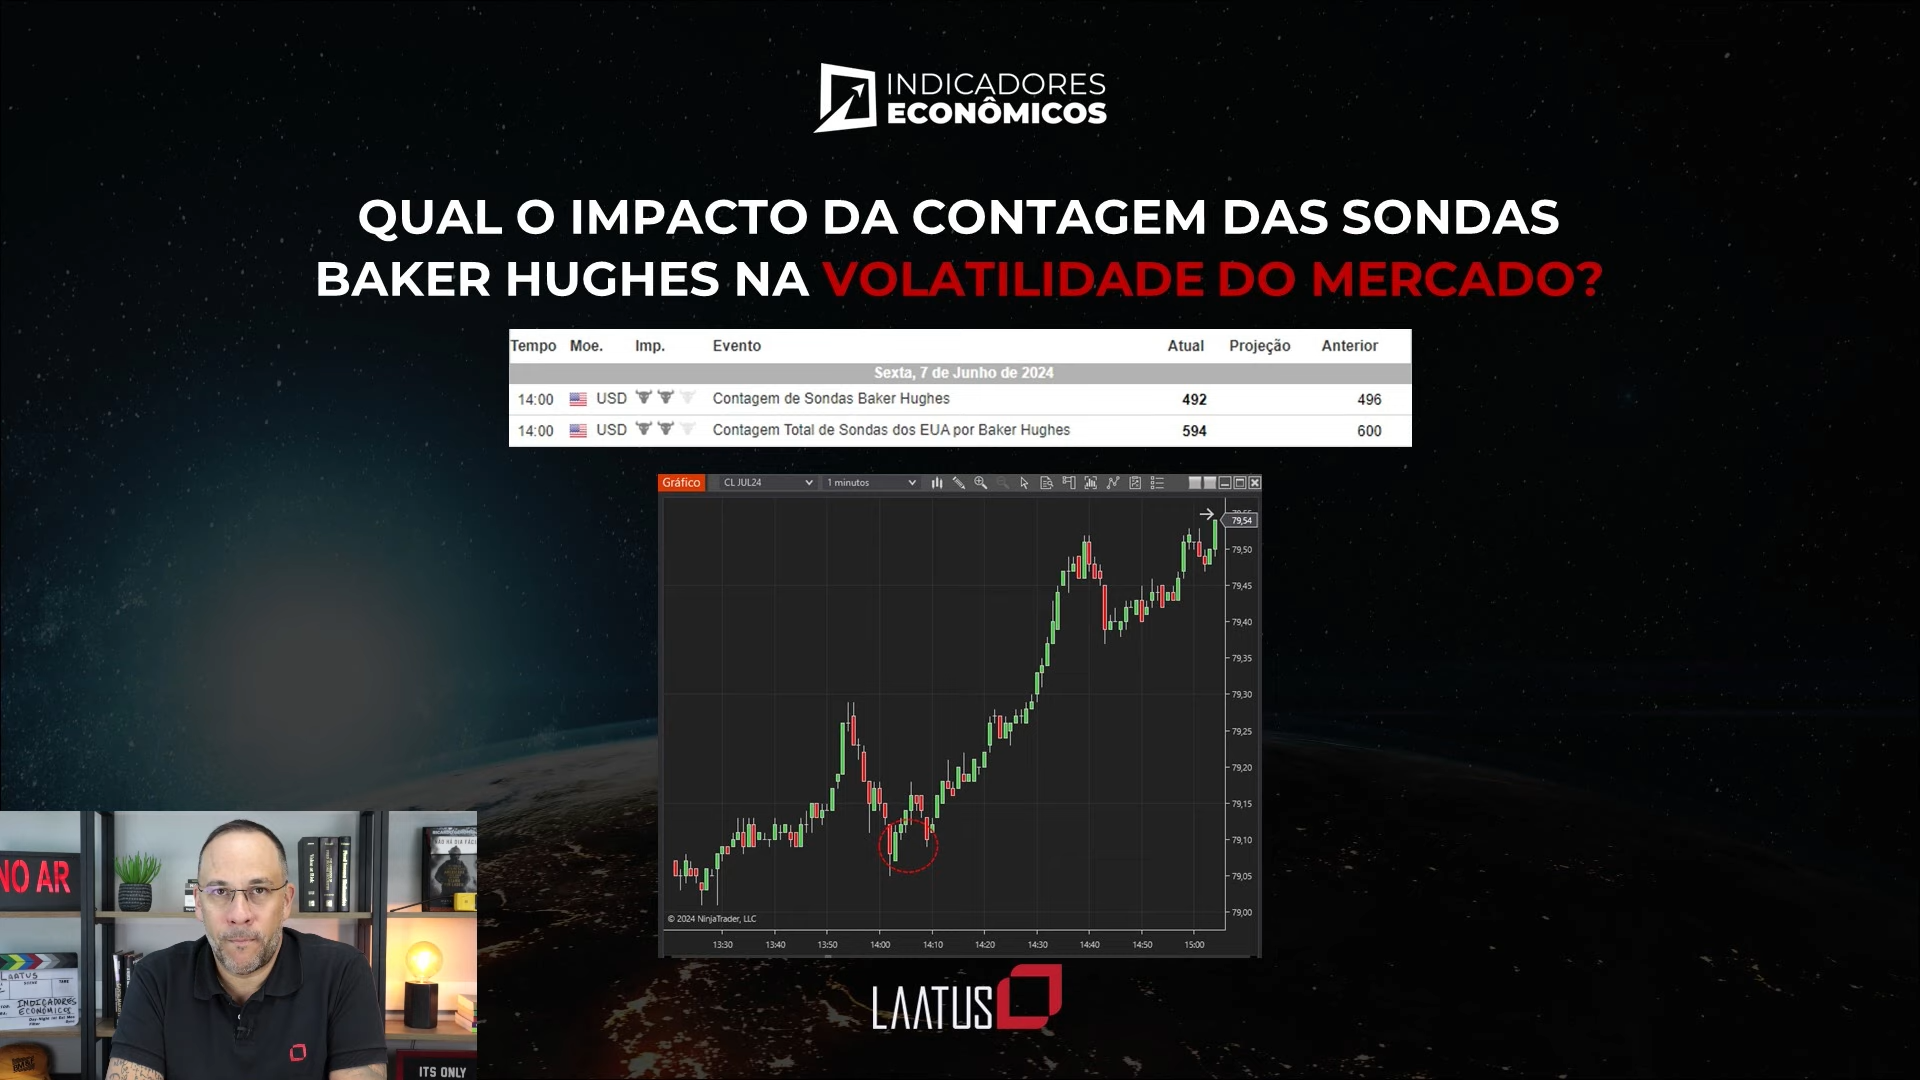 INDICADORES
ECONÔMICOS
QUAL O IMPACTO DA CONTAGEM DAS SONDAS
BAKER HUGHES NA VOLATILIDADE DO MERCADO?
Tempo Moe. Imp. Evento Atual Projeção Anterior
Sexta, 7 de Junho de 2024
14:00 USD Contagem de Sondas Baker Hughes 492 496
14:00 USD Contagem Total de Sondas dos EUA por Baker Hughes 594 600
Gráfico CL JUL24 1 minutos
79,54
79,50
79,45
79,40
79,35
79,30
79,25
79,20
79,15
79,10
79,05
79,00
© 2024 NinjaTrader, LLC
13:30 13:40 13:50 14:00 14:10 14:20 14:30 14:40 14:50 15:00
LAATUS
NO AR
LAATUS
INDICADORES
ECONÔMICOS
ITS ONLY